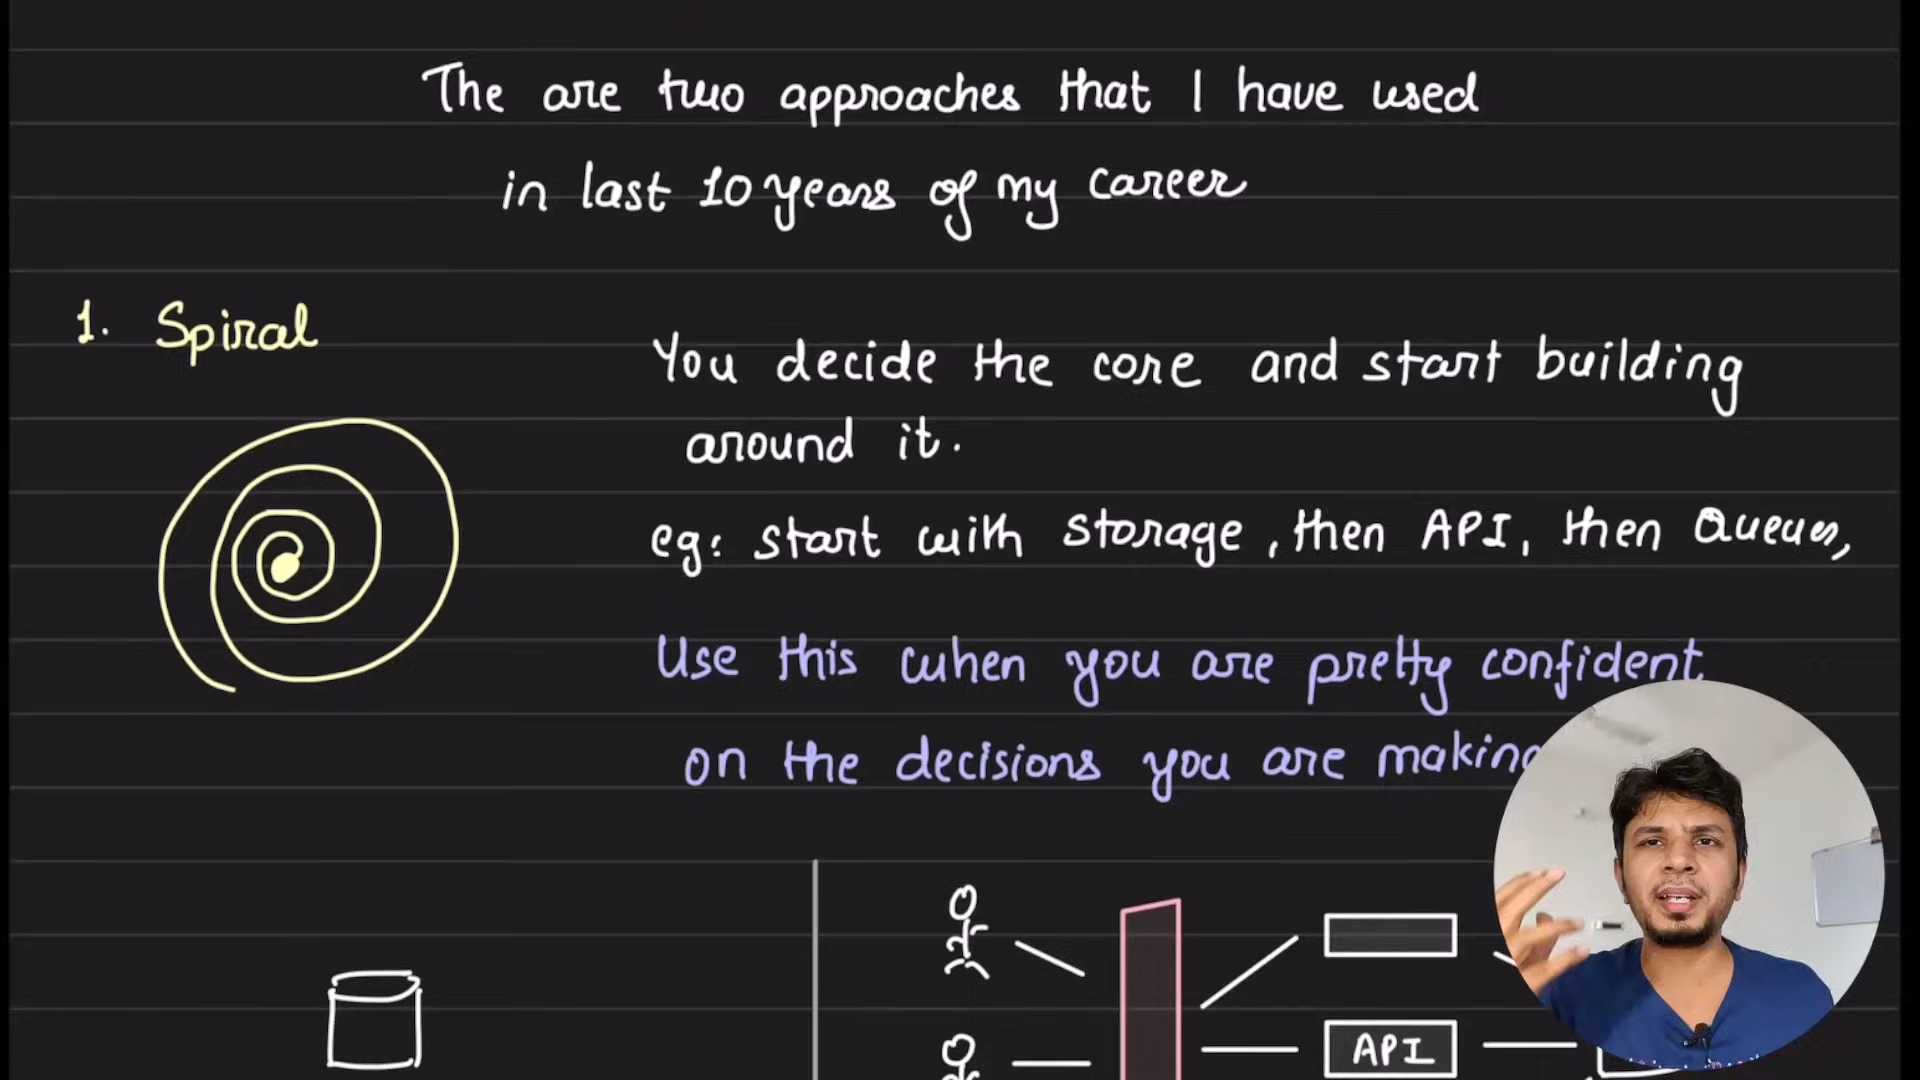 The are two approaches that I have used
in last 10 years of my career
1. Spiral
You decide the core and start building
around it.
eg: start with storage, then API, then Queues,
Use this when you are pretty confident
on the decisions you are making
API